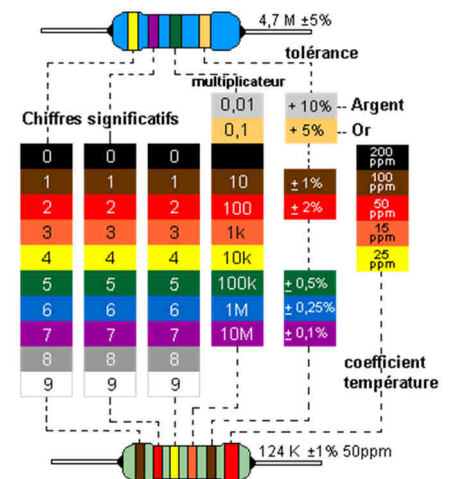 4,7 M ±5%
tolérance
multiplicateur
Chiffres significatifs
0,01 + 10% Argent
0,1 + 5% Or
0 0 0 200 ppm
1 1 1 10 ± 1% 100 ppm
2 2 2 100 ± 2% 50 ppm
3 3 3 1k 15 ppm
4 4 4 10k 25 ppm
5 5 5 100k ± 0,5%
6 6 6 1M ± 0,25%
7 7 7 10M ± 0,1%
8 8 8
9 9 9
coefficient
température
124 K ±1% 50ppm